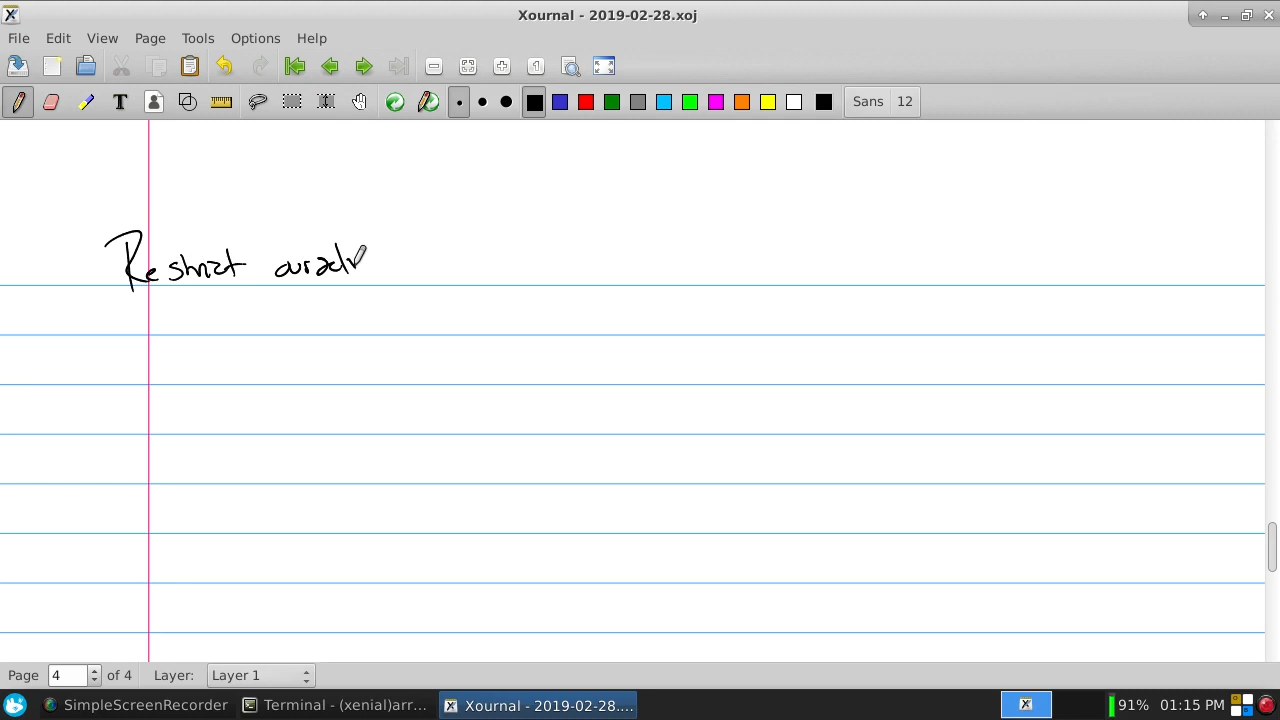 Xournal - 2019-02-28.xoj
File Edit View Page Tools Options Help
T Sans 12
Restrict
Page 4 of 4 Layer: Layer 1
SimpleScreenRecorder Terminal - (xenial)arr... Xournal - 2019-02-28.... 91% 01:15 PM